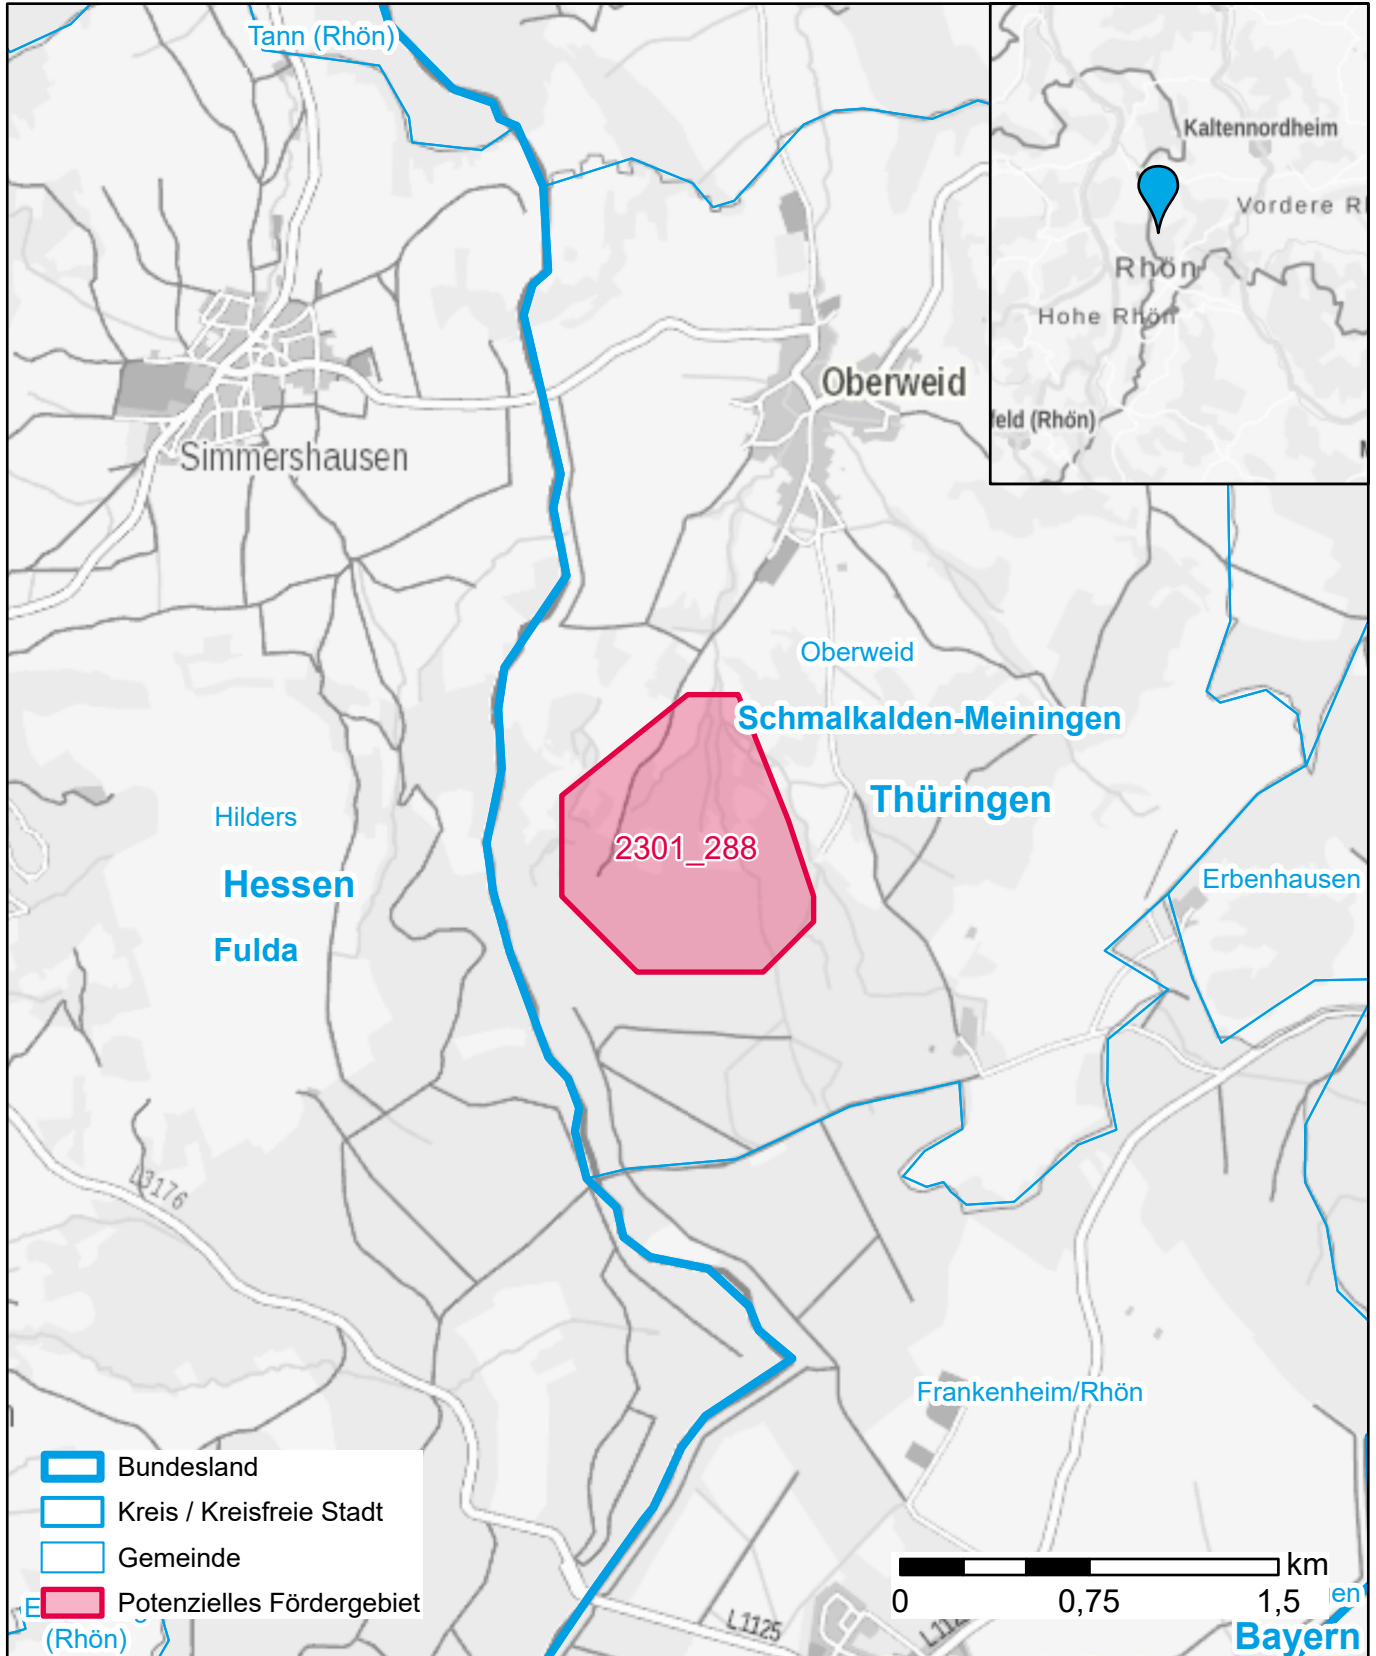 Tann (Rhön)
Kaltennordheim
Vordere R
Rhön
Hohe Rhön
feld (Rhön)
Oberweid
Simmershausen
Oberweid
Schmalkalden-Meiningen
Thüringen
Hilders
2301_288
Hessen
Erbenhausen
Fulda
L3176
Frankenheim/Rhön
Bundesland
Kreis / Kreisfreie Stadt
Gemeinde
Potenzielles Fördergebiet
(Rhön)
km
0 0,75 1,5
en
L1125
Bayern